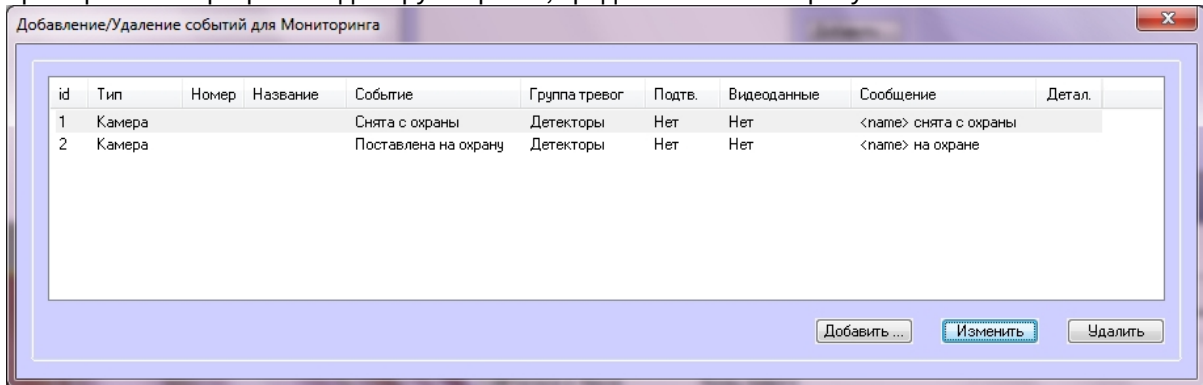 Добавление/Удаление событий для Мониторинга
id Тип Номер Название Событие Группа тревог Подтв. Видеоданные Сообщение Детал.
1 Камера Снята с охраны Детекторы Нет Нет <name> снята с охраны
2 Камера Поставлена на охрану Детекторы Нет Нет <name> на охране
Добавить ... Изменить Удалить